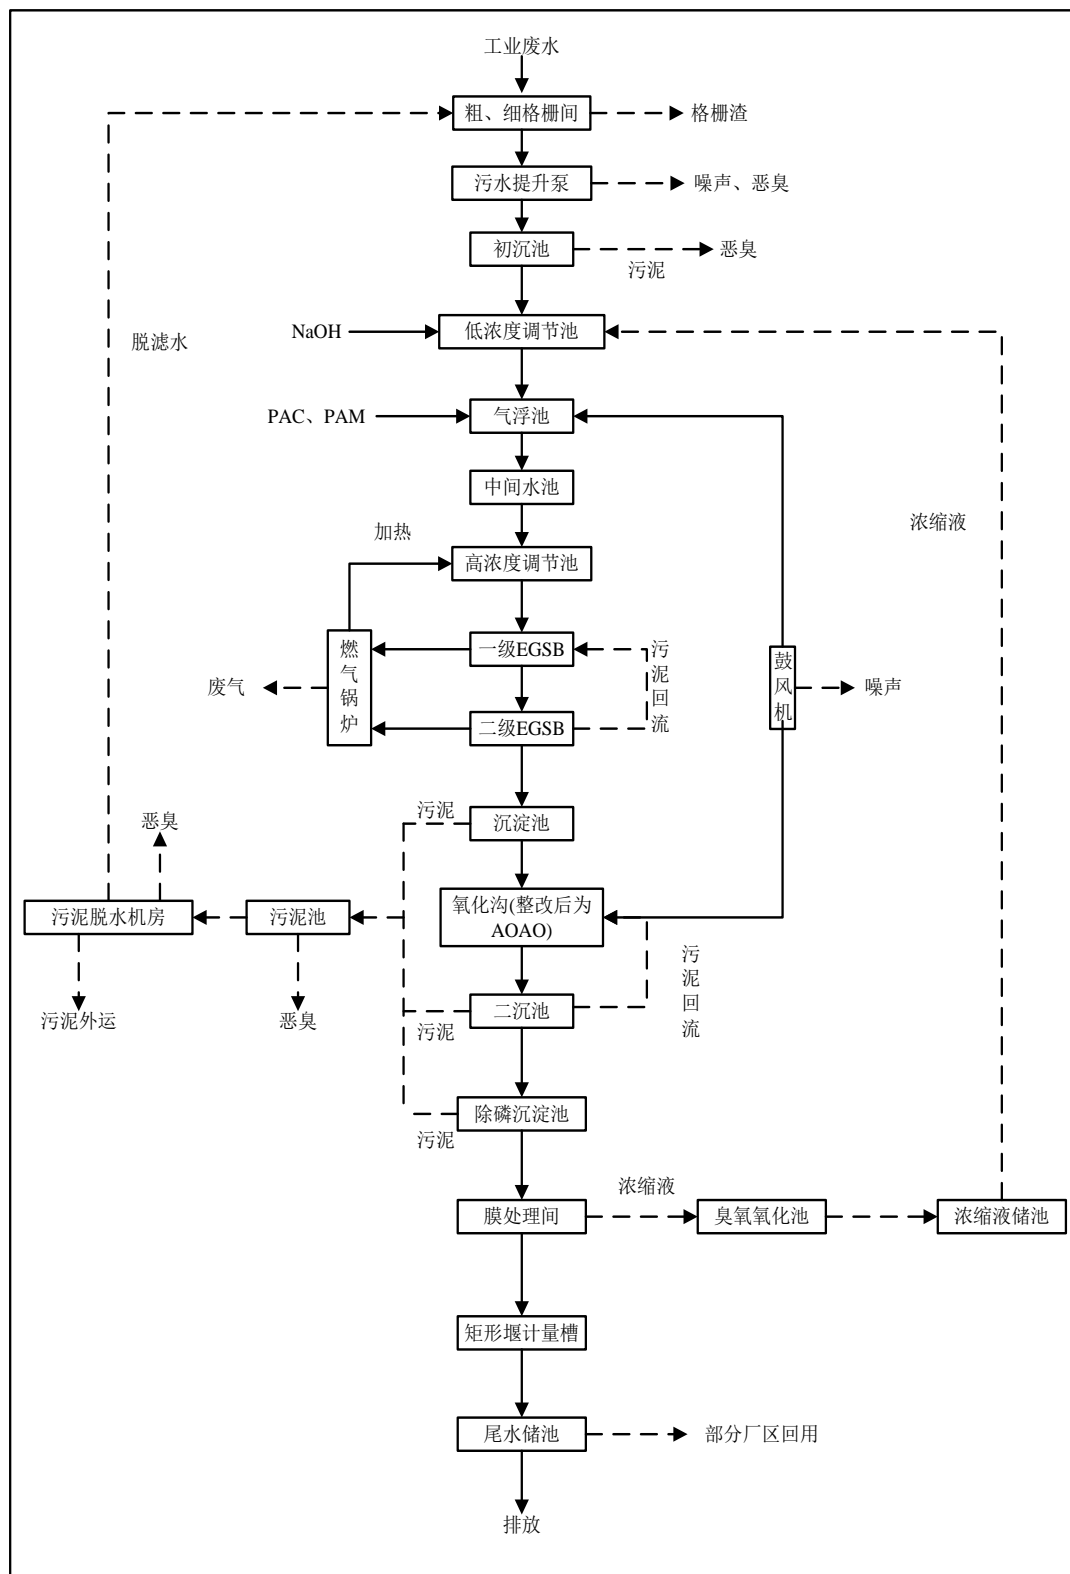 工业废水
粗、细格栅间
格栅渣
污水提升泵
噪声、恶臭
初沉池
恶臭
污泥
NaOH
低浓度调节池
脱滤水
PAC、PAM
气浮池
中间水池
浓缩液
加热
高浓度调节池
燃气锅炉
一级EGSB
污泥回流
鼓风机
废气
噪声
二级EGSB
污泥
沉淀池
恶臭
污泥脱水机房
污泥池
氧化沟(整改后为
AOAO)
污泥回流
二沉池
污泥外运
恶臭
污泥
除磷沉淀池
污泥
浓缩液
膜处理间
臭氧氧化池
浓缩液储池
矩形堰计量槽
尾水储池
部分厂区回用
排放